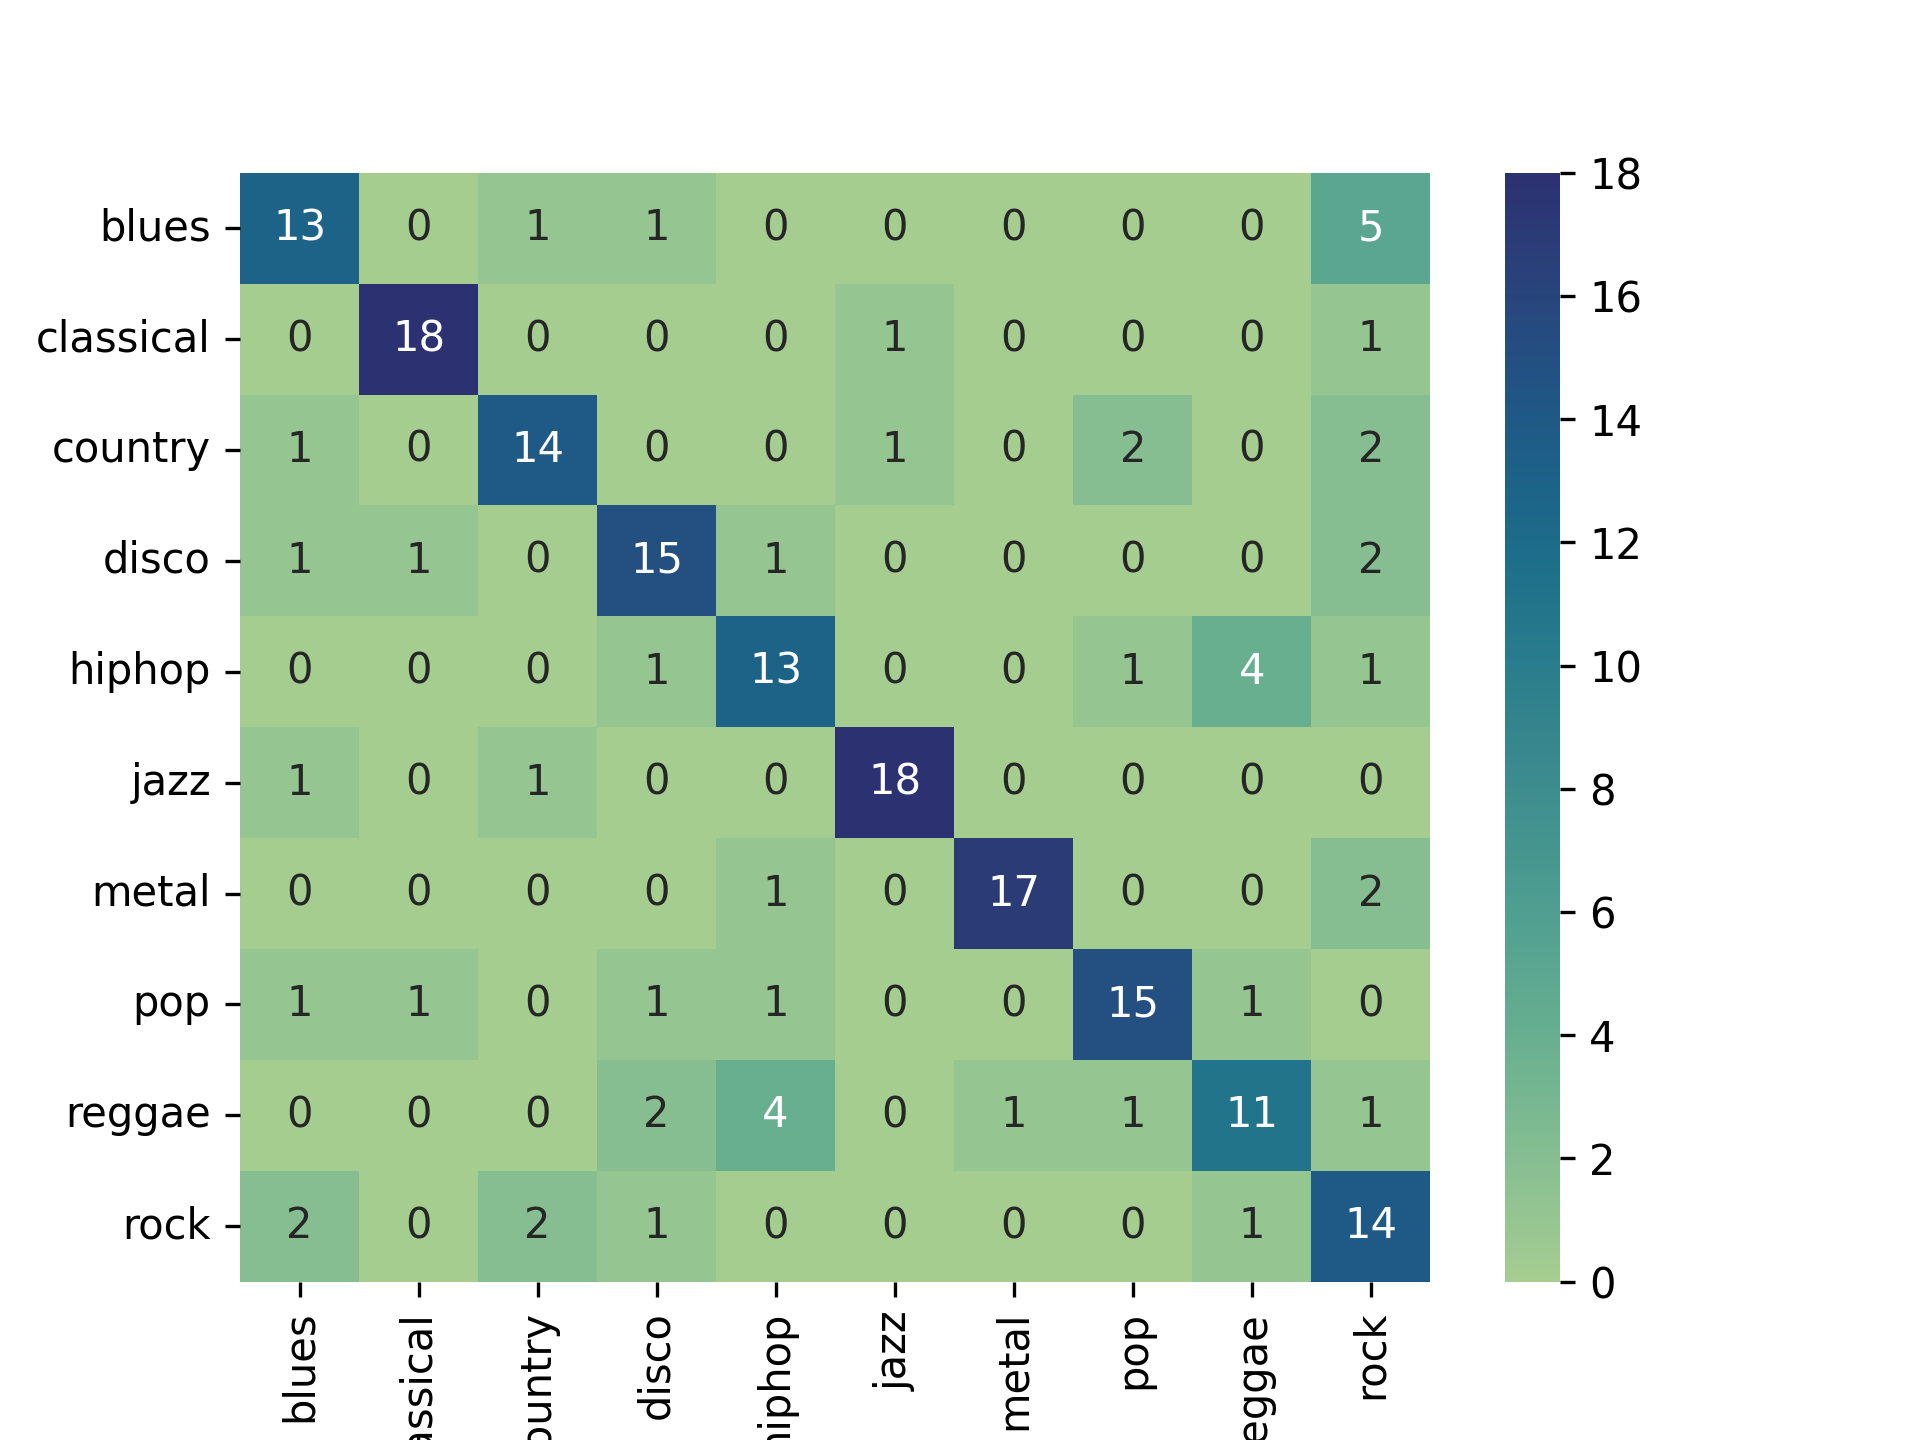 18
blues 13 0 1 1 0 0 0 0 0 5
16
classical 0 18 0 0 0 1 0 0 0 1
14
country 1 0 14 0 0 1 0 2 0 2
12
disco 1 1 0 15 1 0 0 0 0 2
10
hiphop 0 0 0 1 13 0 0 1 4 1
8
jazz 1 0 1 0 0 18 0 0 0 0
6
metal 0 0 0 0 1 0 17 0 0 2
4
pop 1 1 0 1 1 0 0 15 1 0
2
reggae 0 0 0 2 4 0 1 1 11 1
rock 2 0 2 1 0 0 0 0 1 14
0
blues
assical
ountry
disco
hiphop
jazz
metal
pop
eggae
rock